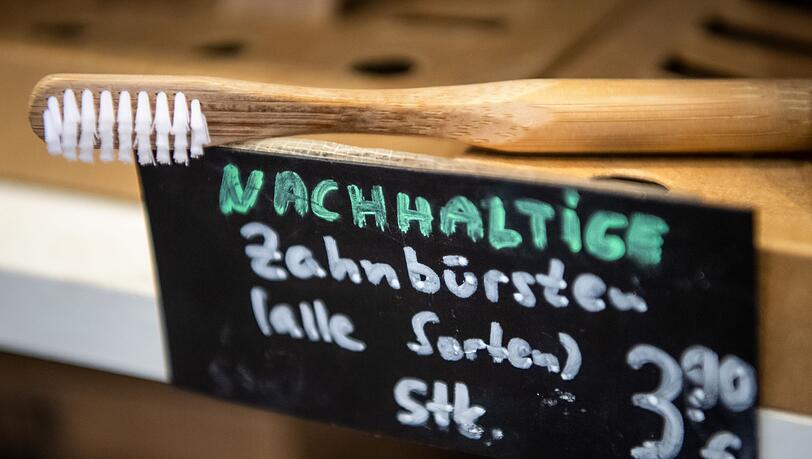 NACHHALTIGE
Zahnbürsten
(alle Sorten)
Stk. 3,90